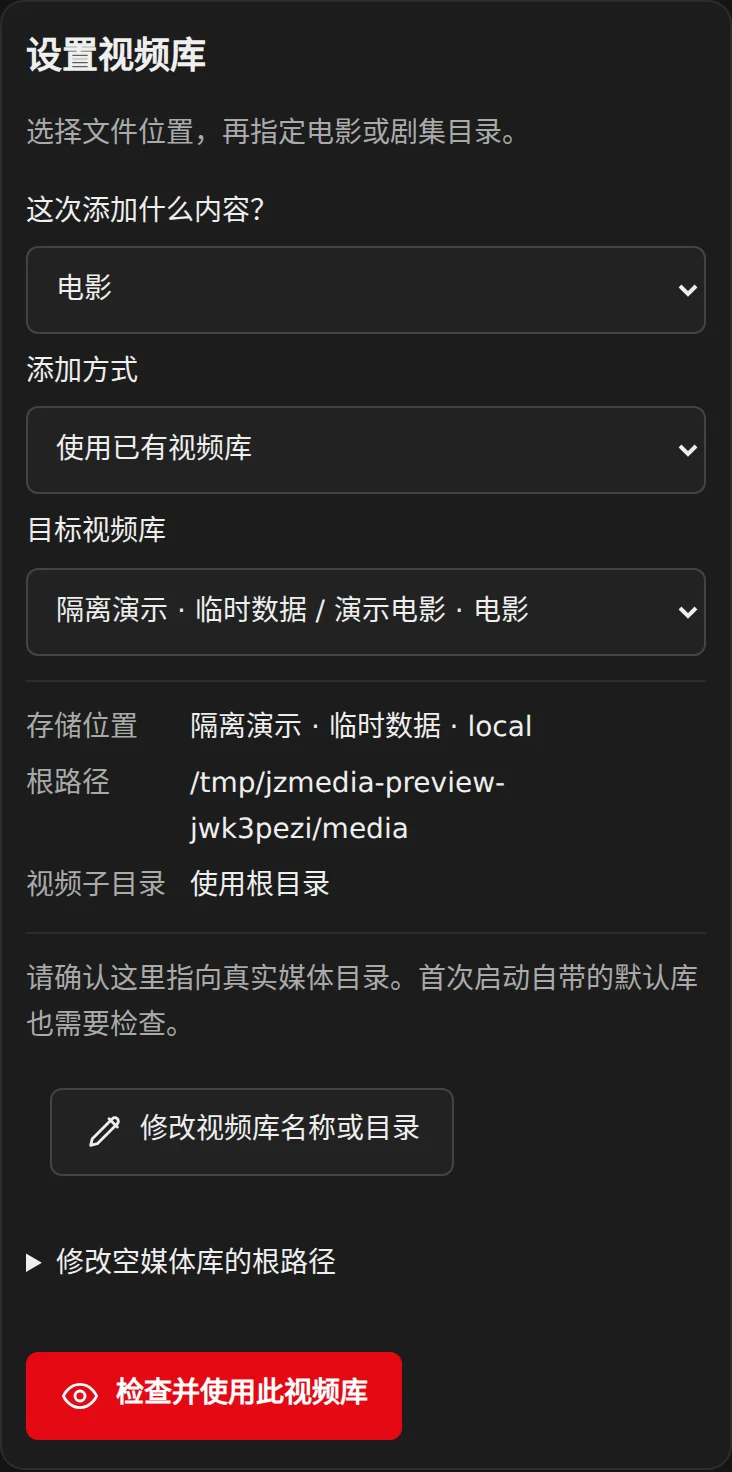 设置视频库
选择文件位置，再指定电影或剧集目录。
这次添加什么内容？
电影
添加方式
使用已有视频库
目标视频库
隔离演示 · 临时数据 / 演示电影 · 电影
存储位置 隔离演示 · 临时数据 · local
根路径 /tmp/jzmedia-preview-
jwk3pezi/media
视频子目录 使用根目录
请确认这里指向真实媒体目录。首次启动自带的默认库
也需要检查。
修改视频库名称或目录
修改空媒体库的根路径
检查并使用此视频库